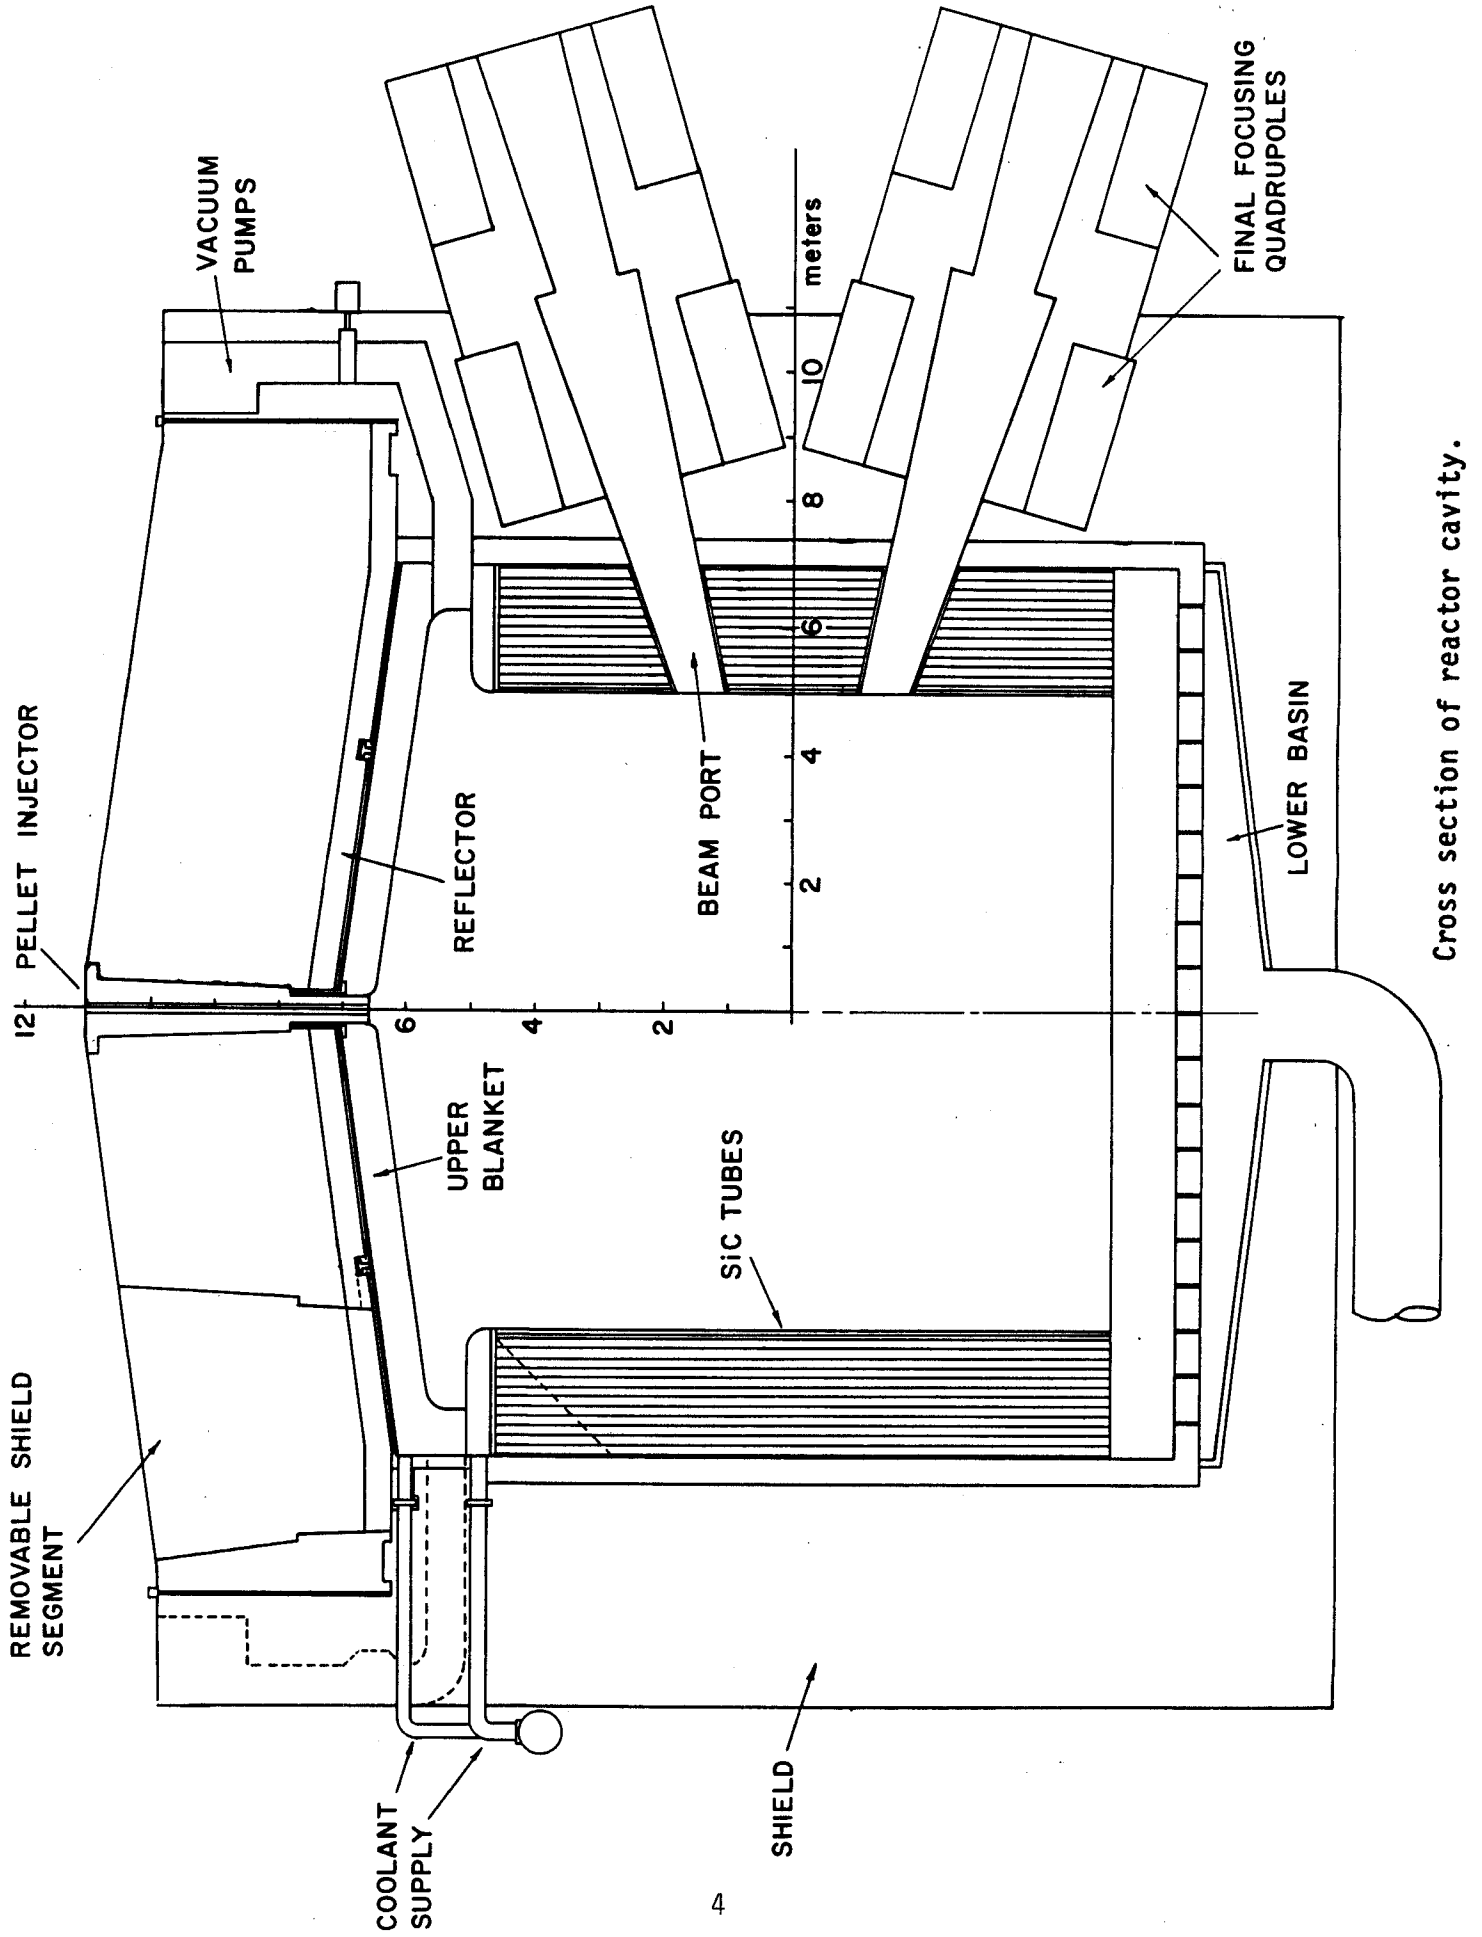 12
PELLET INJECTOR
REMOVABLE SHIELD
SEGMENT
VACUUM
PUMPS
COOLANT
SUPPLY
UPPER
BLANKET
REFLECTOR
6
4
2
SiC TUBES
BEAM PORT
2
4
6
8
10
meters
SHIELD
LOWER BASIN
FINAL FOCUSING
QUADRUPOLES
Cross section of reactor cavity.
4